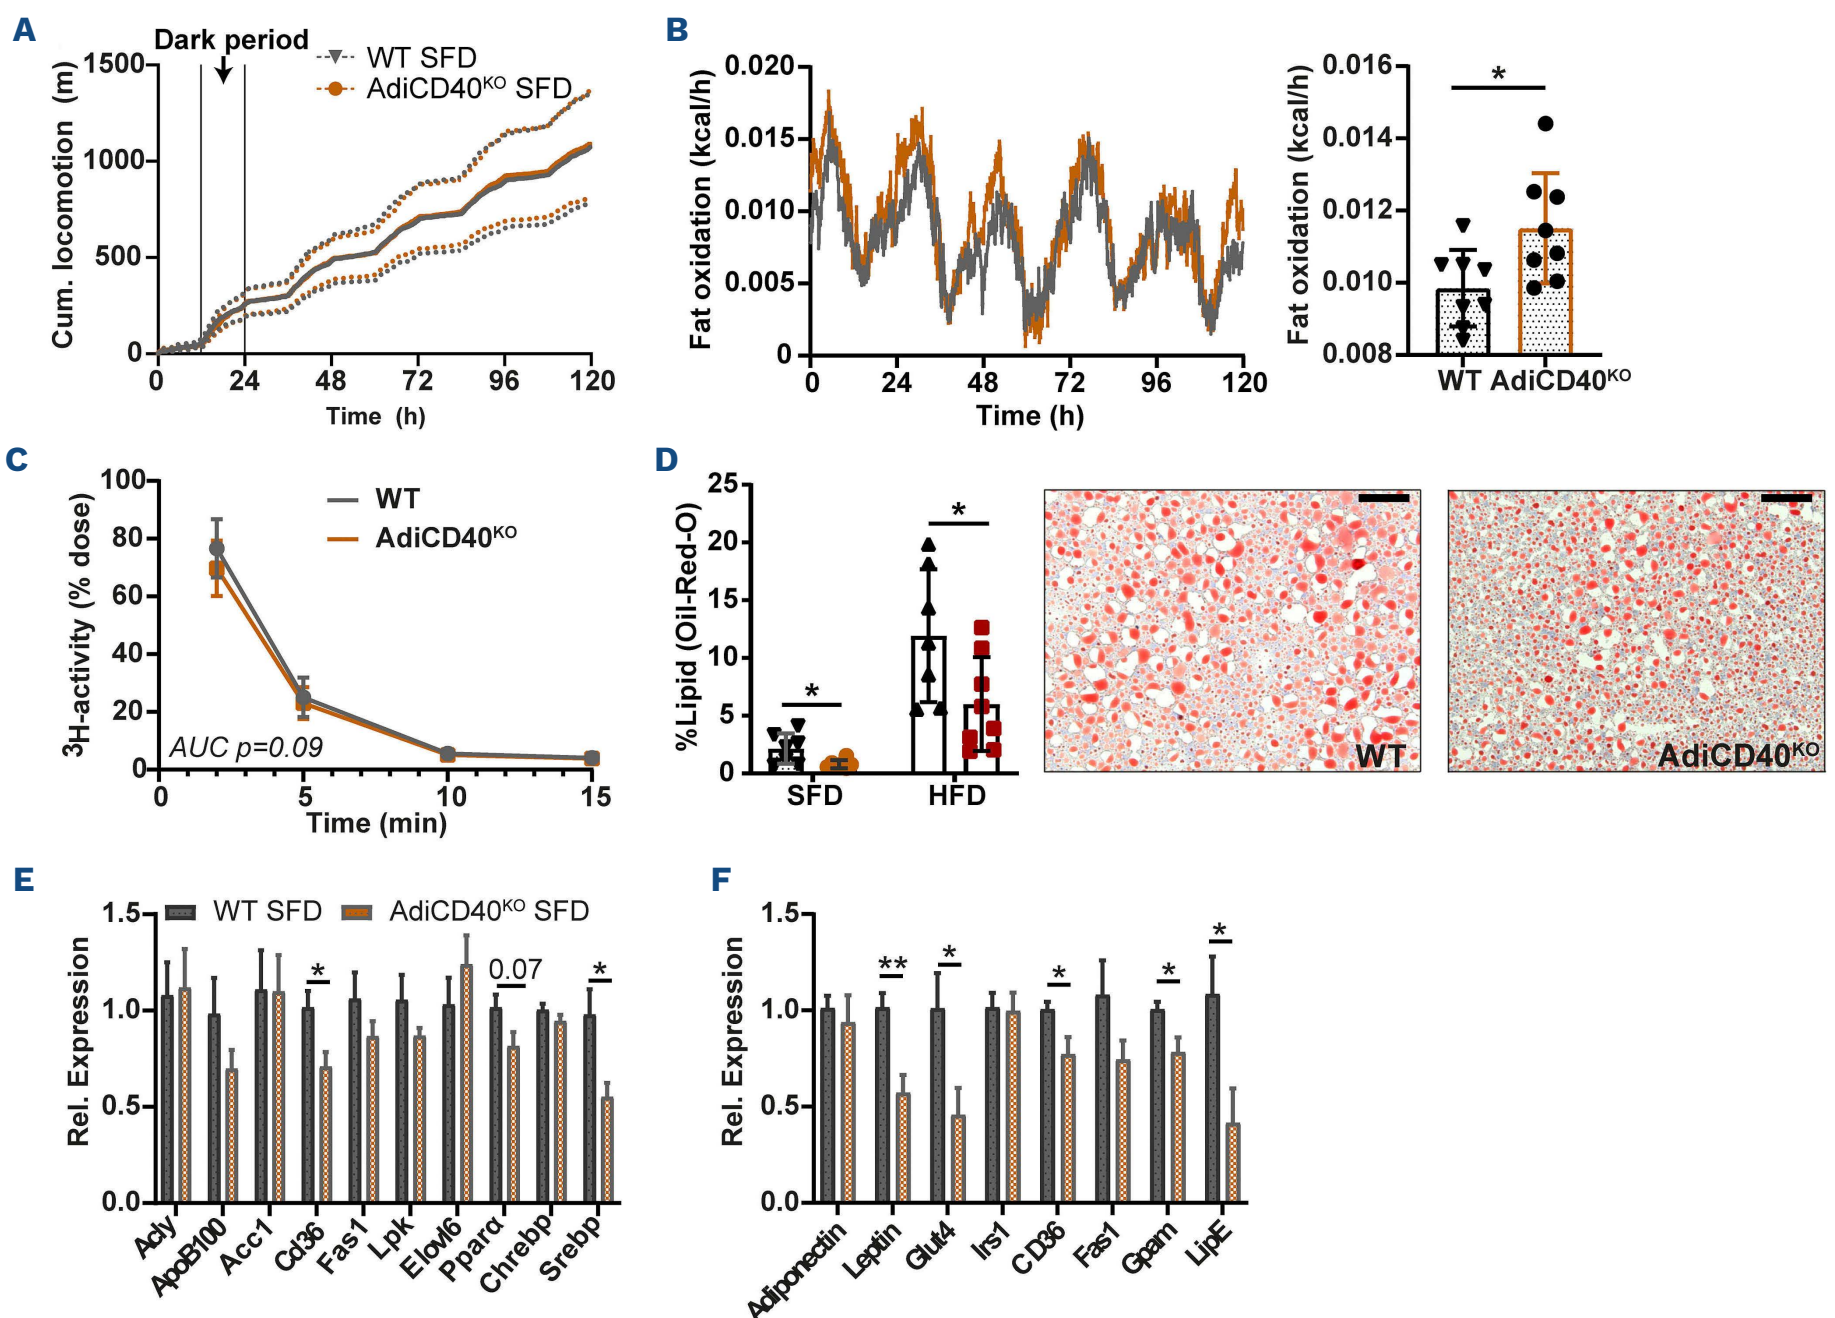 A
Dark period
WT SFD
AdiCD40KO SFD
Cum. locomotion (m)
1500
1000
500
0
0 24 48 72 96 120
Time (h)
B
Fat oxidation (kcal/h)
0.020
0.015
0.010
0.005
0
0 24 48 72 96 120
Time (h)
Fat oxidation (kcal/h)
0.016
0.014
0.012
0.010
0.008
*
WT AdiCD40KO
C
3H-activity (% dose)
100
80
60
40
20
0
WT
AdiCD40KO
AUC p=0.09
0 5 10 15
Time (min)
D
%Lipid (Oil-Red-O)
25
20
15
10
5
0
*
*
SFD HFD
WT
AdiCD40KO
E
WT SFD AdiCD40KO SFD
Rel. Expression
1.5
1.0
0.5
0.0
* 0.07 *
Acly ApoB100 Acc1 Cd36 Fas1 Lpk Elovl6 Pparα Chrebp Srebp
F
Rel. Expression
1.5
1.0
0.5
0.0
** * * * *
Adiponectin Leptin Glut4 Irs1 CD36 Fas1 Gpam LipE